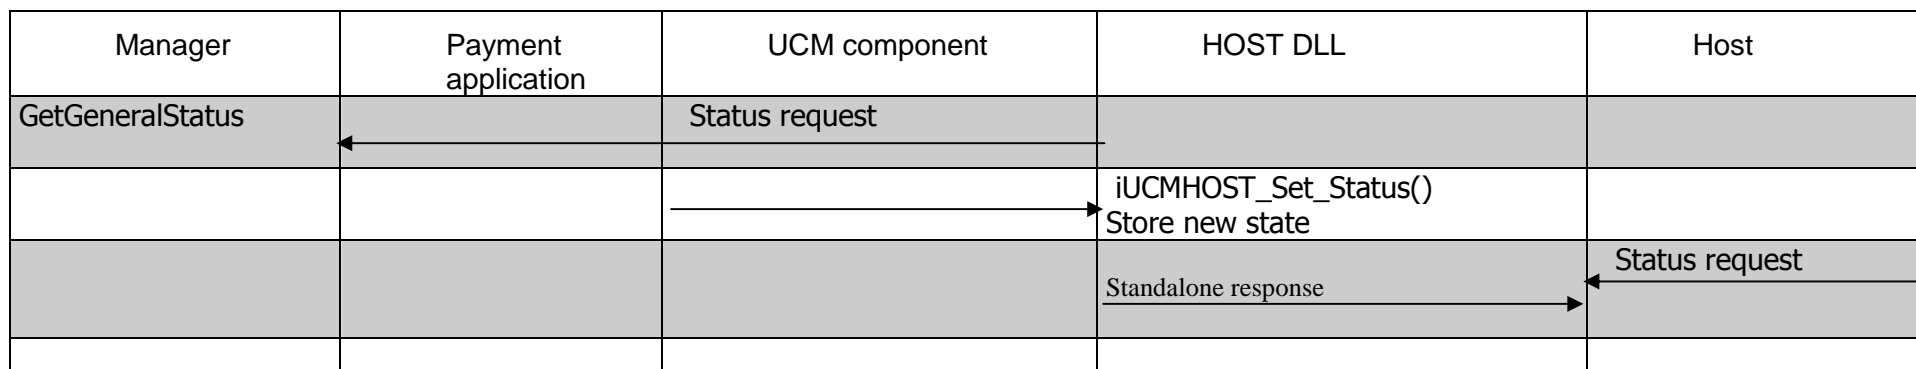 Manager
Payment
application
UCM component
HOST DLL
Host
GetGeneralStatus
Status request
iUCMHOST_Set_Status()
Store new state
Status request
Standalone response